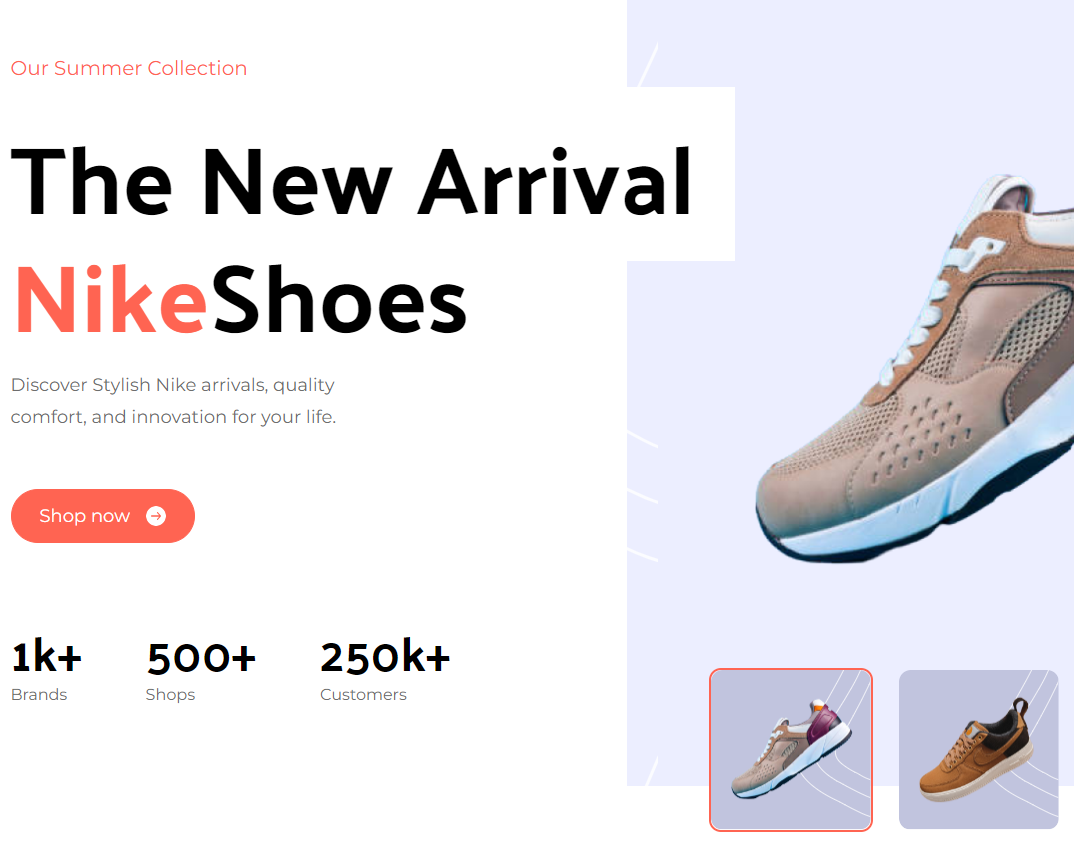 Our Summer Collection
The New Arrival
NikeShoes
Discover Stylish Nike arrivals, quality
comfort, and innovation for your life.
Shop now
1k+ 500+ 250k+
Brands Shops Customers